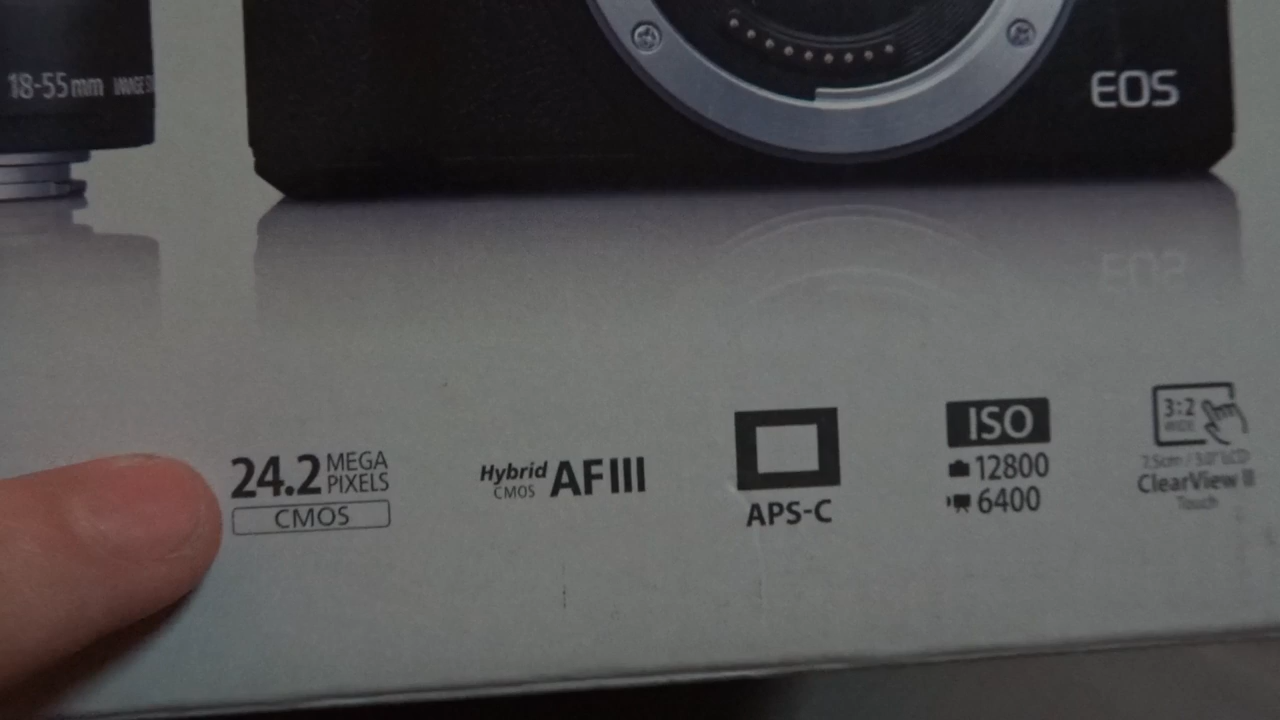 18-55mm IMAGE
EOS
24.2 MEGA PIXELS
CMOS
Hybrid CMOS AF III
APS-C
ISO
12800
6400
3:2
WIDE
7.5cm / 3.0" LCD
ClearView II
Touch